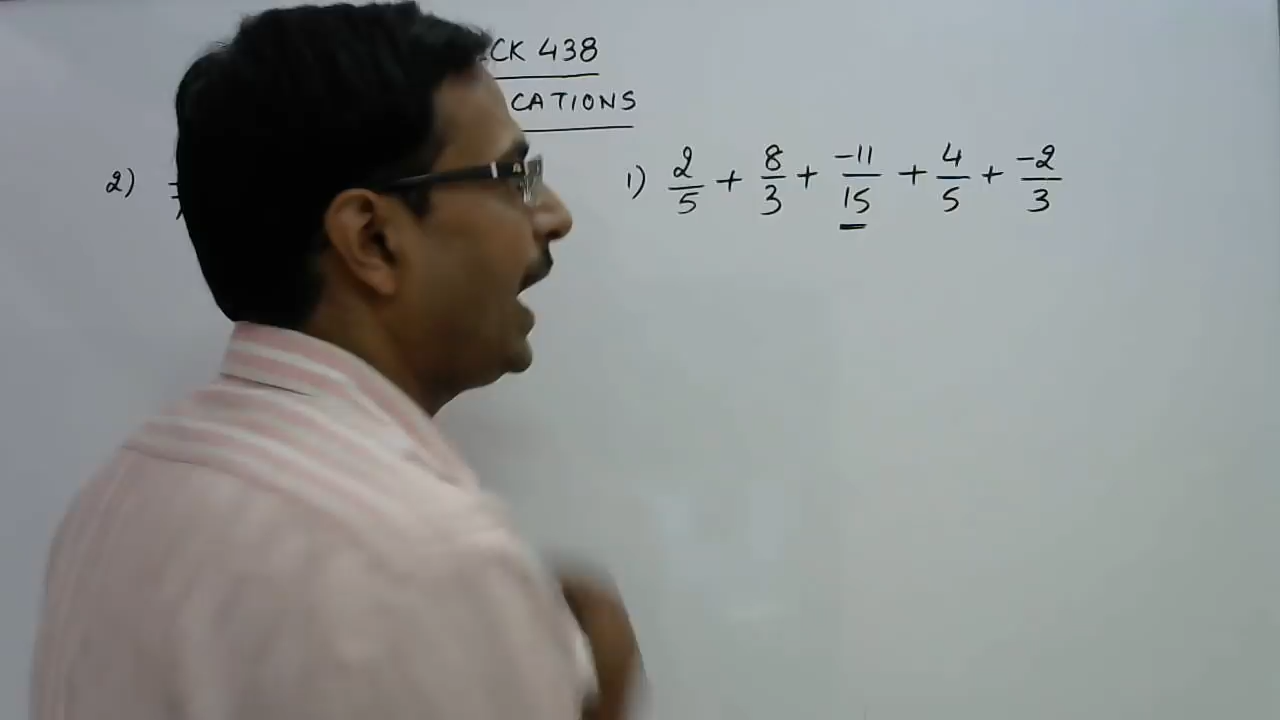 CK 438
CATIONS
2)
1) 2/5 + 8/3 + -11/15 + 4/5 + -2/3